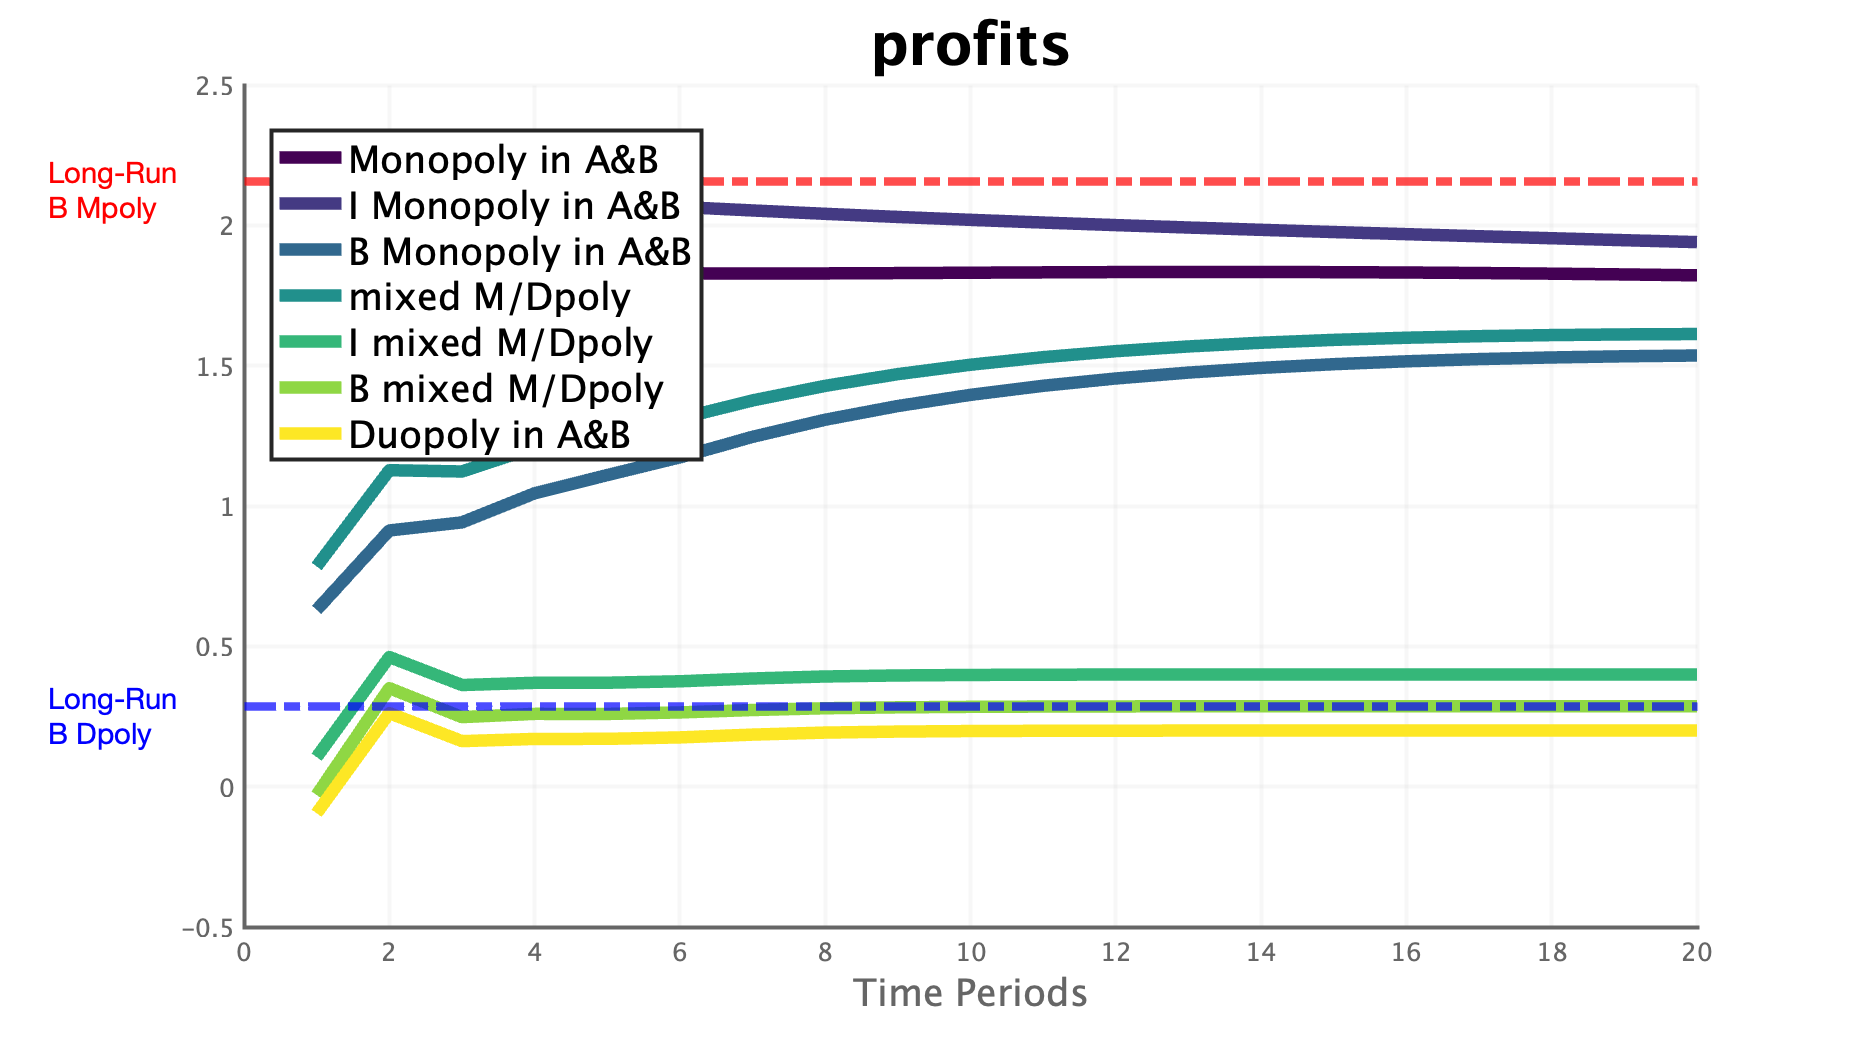 profits
2.5
2
1.5
1
0.5
0
−0.5
Long-Run
B Mpoly
Long-Run
B Dpoly
Monopoly in A&B
I Monopoly in A&B
B Monopoly in A&B
mixed M/Dpoly
I mixed M/Dpoly
B mixed M/Dpoly
Duopoly in A&B
0 2 4 6 8 10 12 14 16 18 20
Time Periods